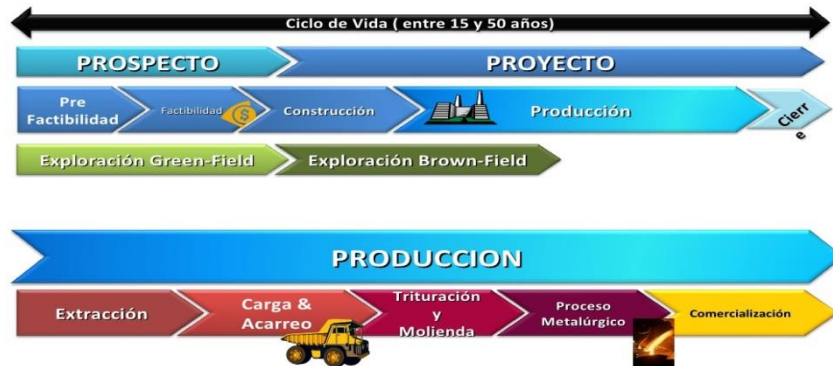 Ciclo de Vida ( entre 15 y 50 años)
PROSPECTO
PROYECTO
Pre
Factibilidad
Factibilidad
$
Construcción
Producción
Cierr
e
Exploración Green-Field
Exploración Brown-Field
PRODUCCION
Extracción
Carga &
Acarreo
Trituración
y
Molienda
Proceso
Metalúrgico
Comercialización